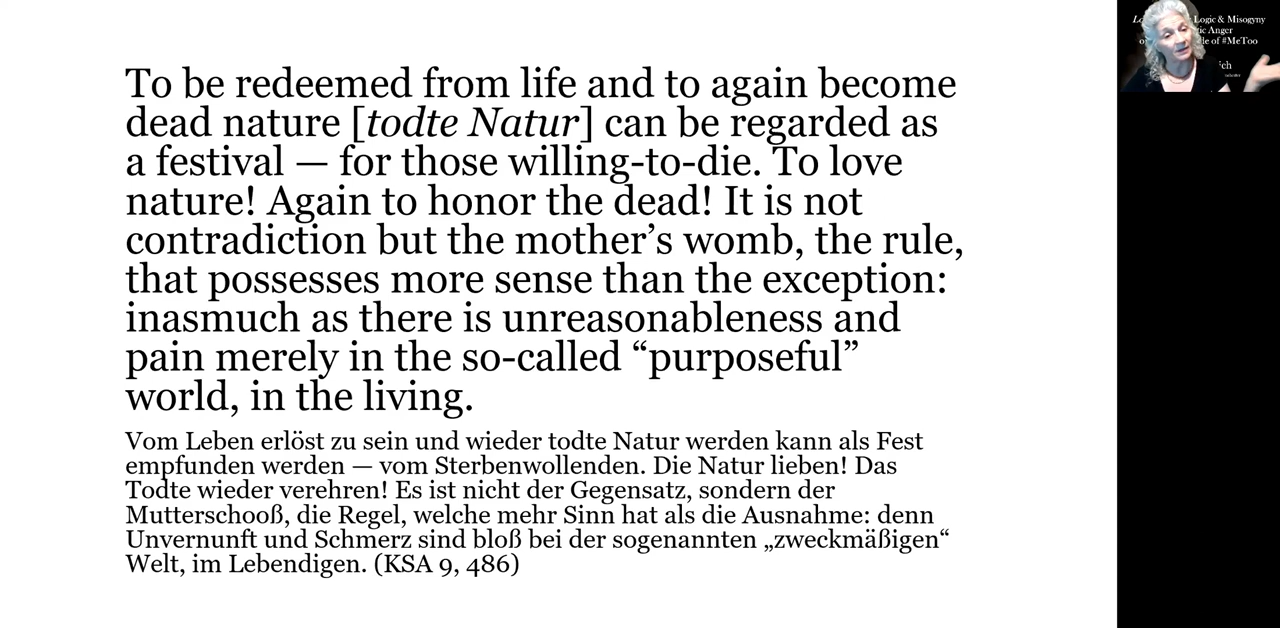 To be redeemed from life and to again become
dead nature [todte Natur] can be regarded as
a festival — for those willing-to-die. To love
nature! Again to honor the dead! It is not
contradiction but the mother’s womb, the rule,
that possesses more sense than the exception:
inasmuch as there is unreasonableness and
pain merely in the so-called “purposeful”
world, in the living.
Vom Leben erlöst zu sein und wieder todte Natur werden kann als Fest
empfunden werden — vom Sterbenwollenden. Die Natur lieben! Das
Todte wieder verehren! Es ist nicht der Gegensatz, sondern der
Mutterschooß, die Regel, welche mehr Sinn hat als die Ausnahme: denn
Unvernunft und Schmerz sind bloß bei der sogenannten „zweckmäßigen“
Welt, im Lebendigen. (KSA 9, 486)
Logic & Misogyny
Anger
of #MeToo